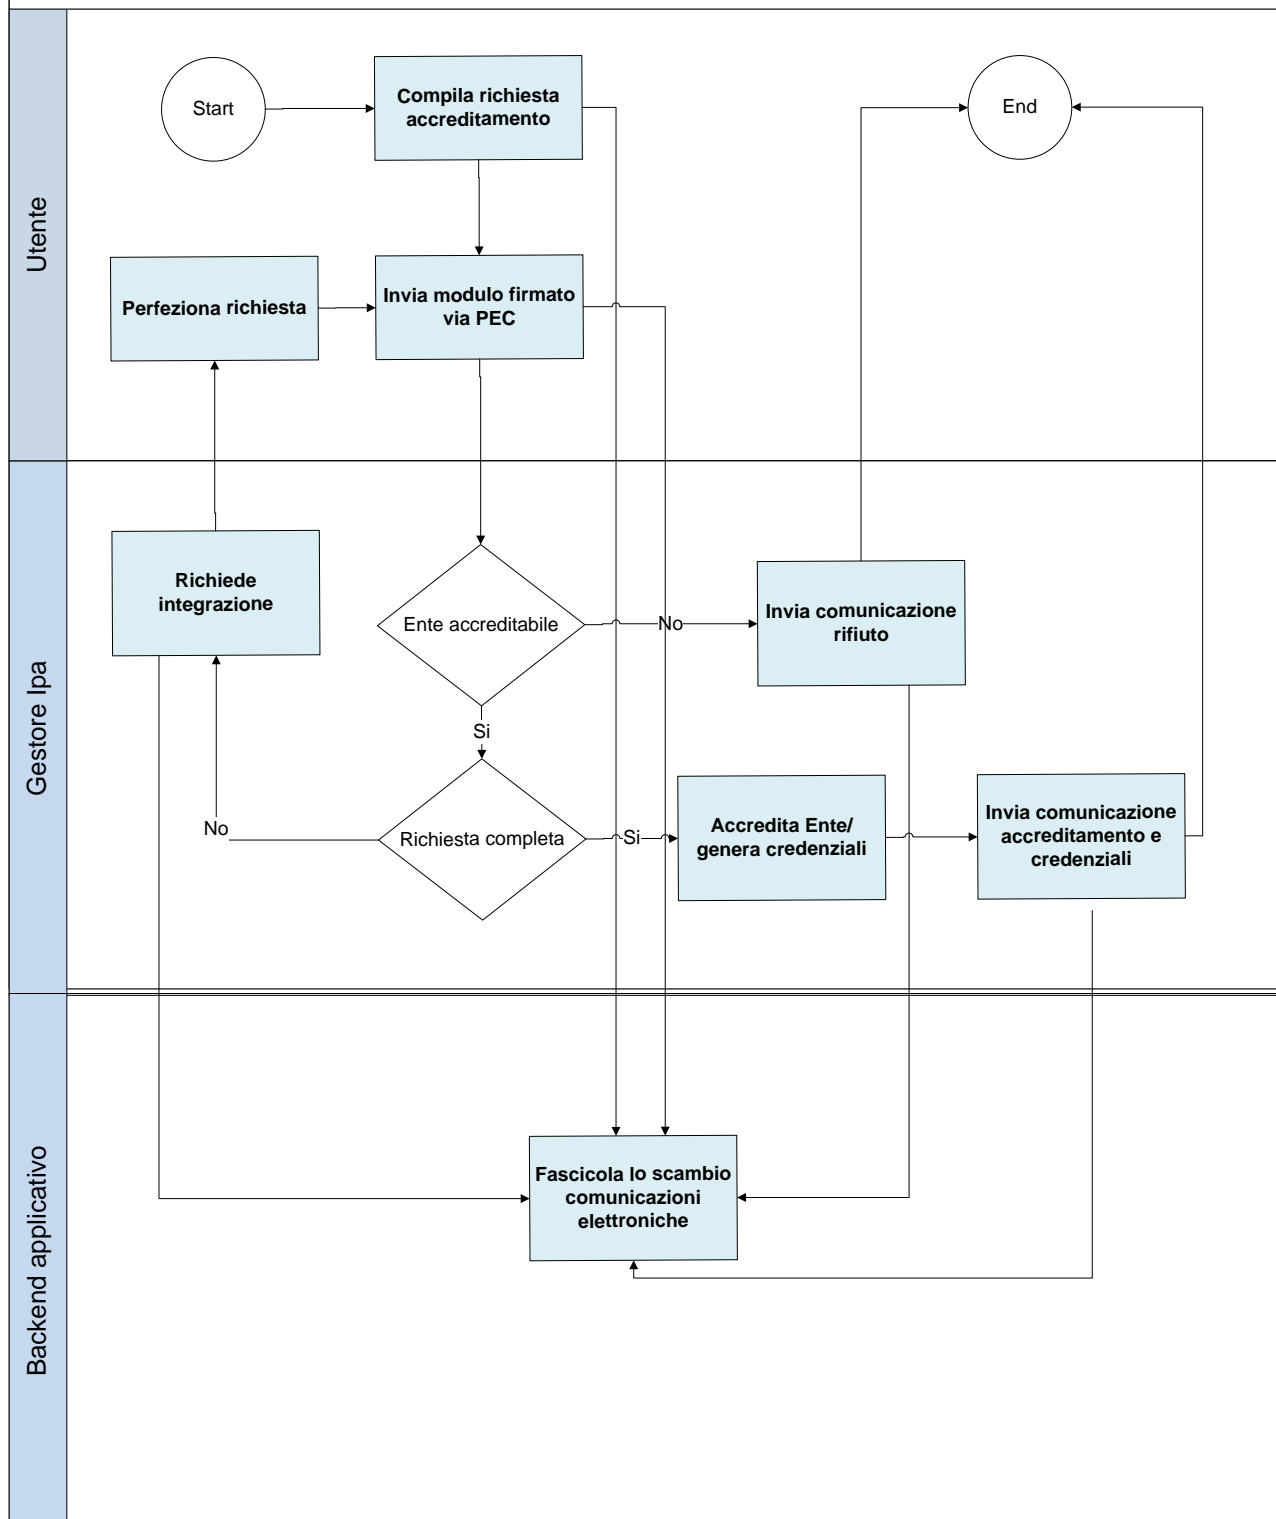 Utente
Start
Compila richiesta
accreditamento
End
Perfeziona richiesta
Invia modulo firmato
via PEC
Gestore Ipa
Richiede
integrazione
Ente accreditabile
No
Invia comunicazione
rifiuto
Si
No
Richiesta completa
Si
Accredita Ente/
genera credenziali
Invia comunicazione
accreditamento e
credenziali
Backend applicativo
Fascicola lo scambio
comunicazioni
elettroniche